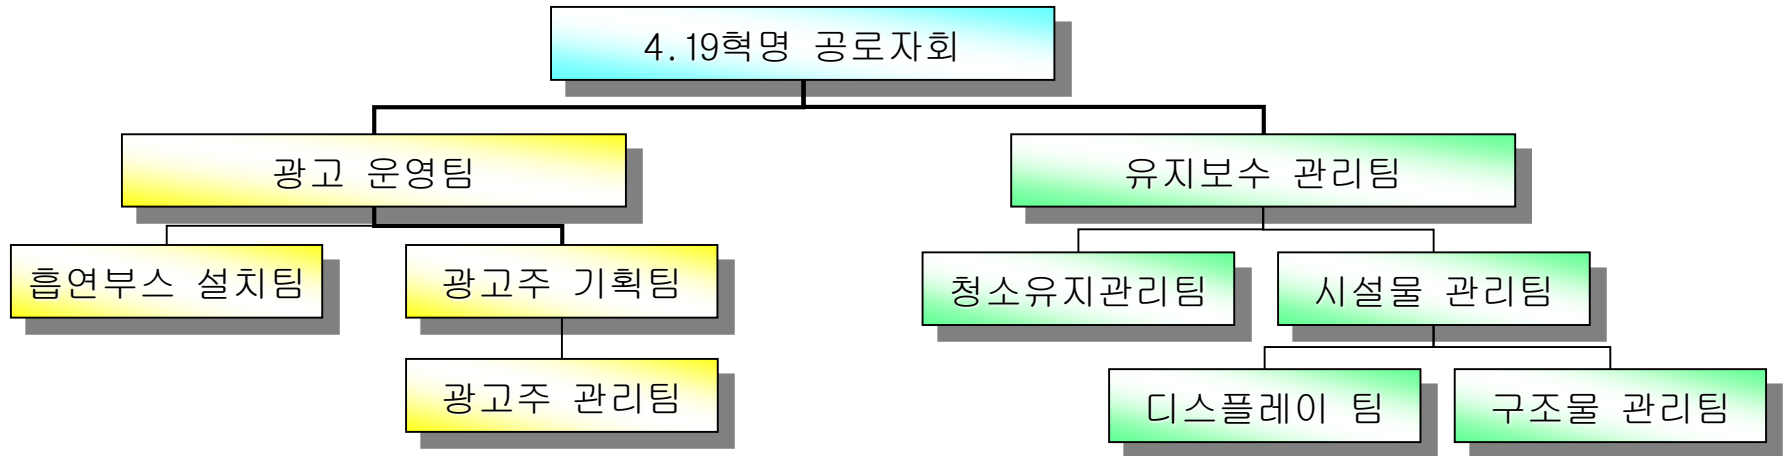 4.19혁명 공로자회
광고 운영팀
유지보수 관리팀
흡연부스 설치팀
광고주 기획팀
청소유지관리팀
시설물 관리팀
광고주 관리팀
디스플레이 팀
구조물 관리팀